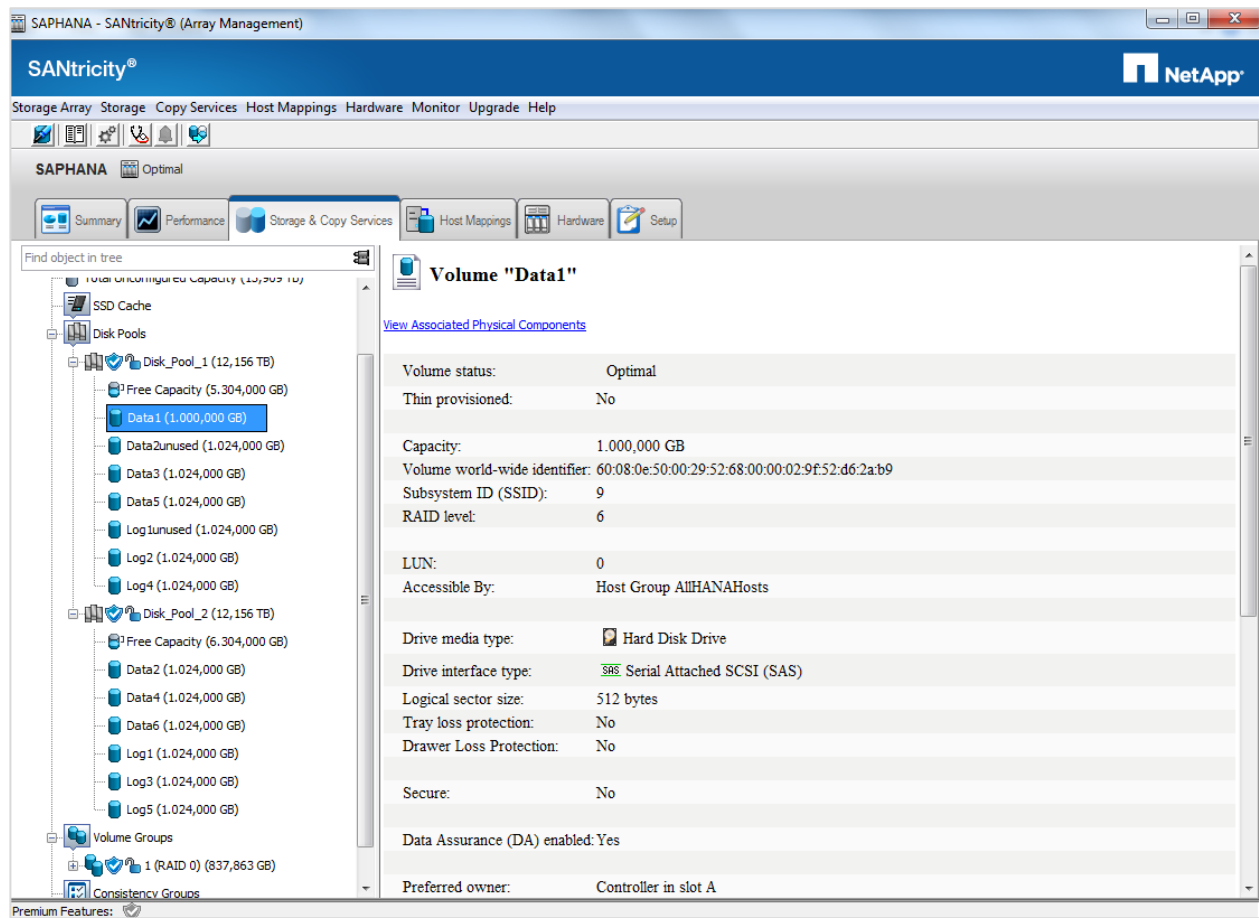 SAPHANA - SANtricity® (Array Management)
SANtricity®
NetApp®
Storage Array Storage Copy Services Host Mappings Hardware Monitor Upgrade Help
SAPHANA Optimal
Summary Performance Storage & Copy Services Host Mappings Hardware Setup
Find object in tree
Total Unconfigured Capacity (13,909 TB)
SSD Cache
Disk Pools
Disk_Pool_1 (12,156 TB)
Free Capacity (5.304,000 GB)
Data1 (1.000,000 GB)
Data2unused (1.024,000 GB)
Data3 (1.024,000 GB)
Data5 (1.024,000 GB)
Log1unused (1.024,000 GB)
Log2 (1.024,000 GB)
Log4 (1.024,000 GB)
Disk_Pool_2 (12,156 TB)
Free Capacity (6.304,000 GB)
Data2 (1.024,000 GB)
Data4 (1.024,000 GB)
Data6 (1.024,000 GB)
Log1 (1.024,000 GB)
Log3 (1.024,000 GB)
Log5 (1.024,000 GB)
Volume Groups
1 (RAID 0) (837,863 GB)
Consistency Groups
Volume "Data1"
View Associated Physical Components
Volume status: Optimal
Thin provisioned: No
Capacity: 1.000,000 GB
Volume world-wide identifier: 60:08:0e:50:00:29:52:68:00:00:02:9f:52:d6:2a:b9
Subsystem ID (SSID): 9
RAID level: 6
LUN: 0
Accessible By: Host Group AllHANAHosts
Drive media type: Hard Disk Drive
Drive interface type: SAS Serial Attached SCSI (SAS)
Logical sector size: 512 bytes
Tray loss protection: No
Drawer Loss Protection: No
Secure: No
Data Assurance (DA) enabled: Yes
Preferred owner: Controller in slot A
Premium Features: